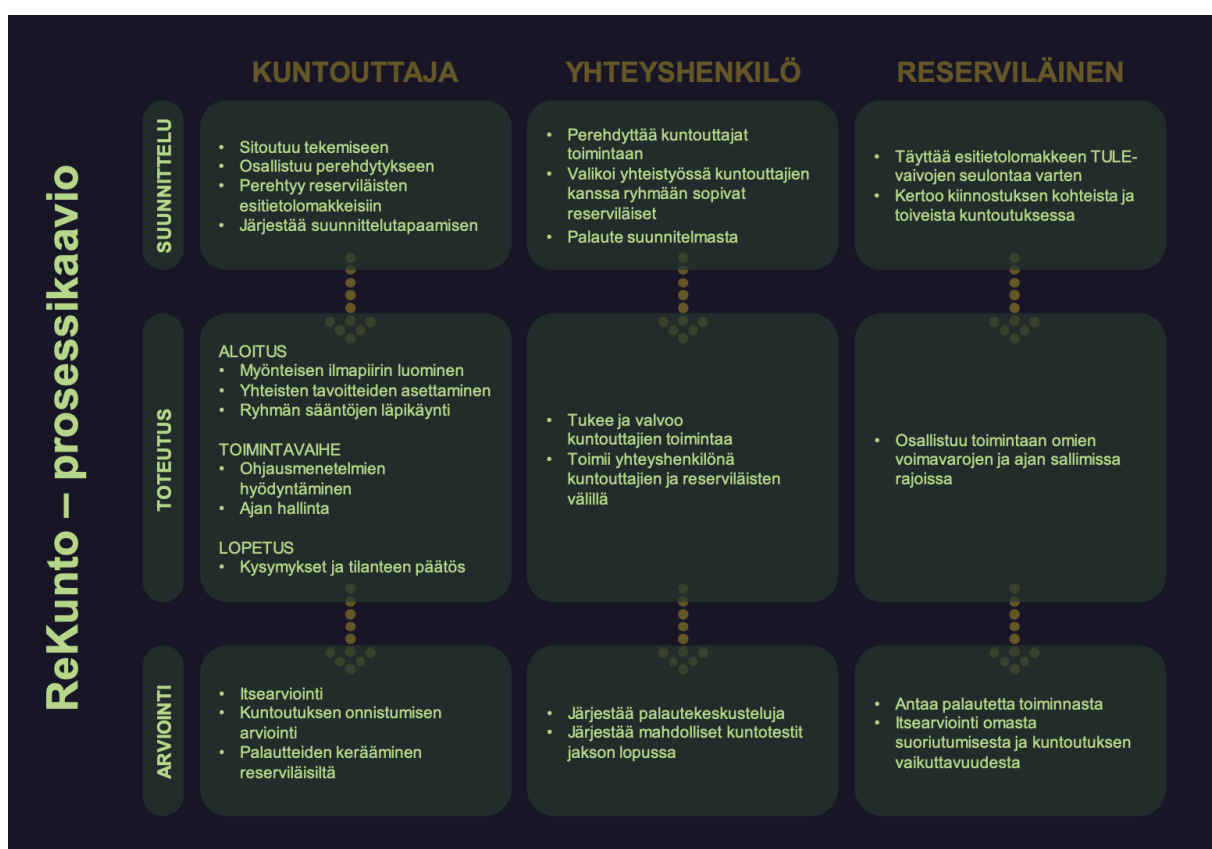 ReKunto – prosessikaavio
KUNTOUTTAJA
YHTEYSHENKILÖ
RESERVILÄINEN
SUUNNITTELU
• Sitoutuu tekemiseen
• Osallistuu perehdytykseen
• Perehtyy reserviläisten
esitietolomakkeisiin
• Järjestää suunnittelutapaamisen
• Perehdyttää kuntouttajat
toimintaan
• Valikoi yhteistyössä kuntouttajien
kanssa ryhmään sopivat
reserviläiset
• Palaute suunnitelmasta
• Täyttää esitietolomakkeen TULE-
vaivojen seulontaa varten
• Kertoo kiinnostuksen kohteista ja
toiveista kuntoutuksessa
TOTEUTUS
ALOITUS
• Myönteisen ilmapiirin luominen
• Yhteisten tavoitteiden asettaminen
• Ryhmän sääntöjen läpikäynti
TOIMINTAVAIHE
• Ohjausmenetelmien
hyödyntäminen
• Ajan hallinta
LOPETUS
• Kysymykset ja tilanteen päätös
• Tukee ja valvoo
kuntouttajien toimintaa
• Toimii yhteyshenkilönä
kuntouttajien ja reserviläisten
välillä
• Osallistuu toimintaan omien
voimavarojen ja ajan sallimissa
rajoissa
ARVIOINTI
• Itsearviointi
• Kuntoutuksen onnistumisen
arviointi
• Palautteiden kerääminen
reserviläisiltä
• Järjestää palautekeskusteluja
• Järjestää mahdolliset kuntotestit
jakson lopussa
• Antaa palautetta toiminnasta
• Itsearviointi omasta
suoriutumisesta ja kuntoutuksen
vaikuttavuudesta